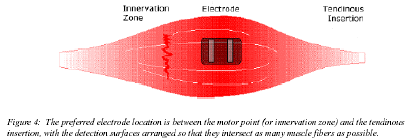 Innervation Electrode Tendinous
Zone Insertion
Figure 4: The preferred electrode location is between the motor point (or innervation zone) and the tendinous
insertion, with the detection surfaces arranged so that they intersect as many muscle fibers as possible.